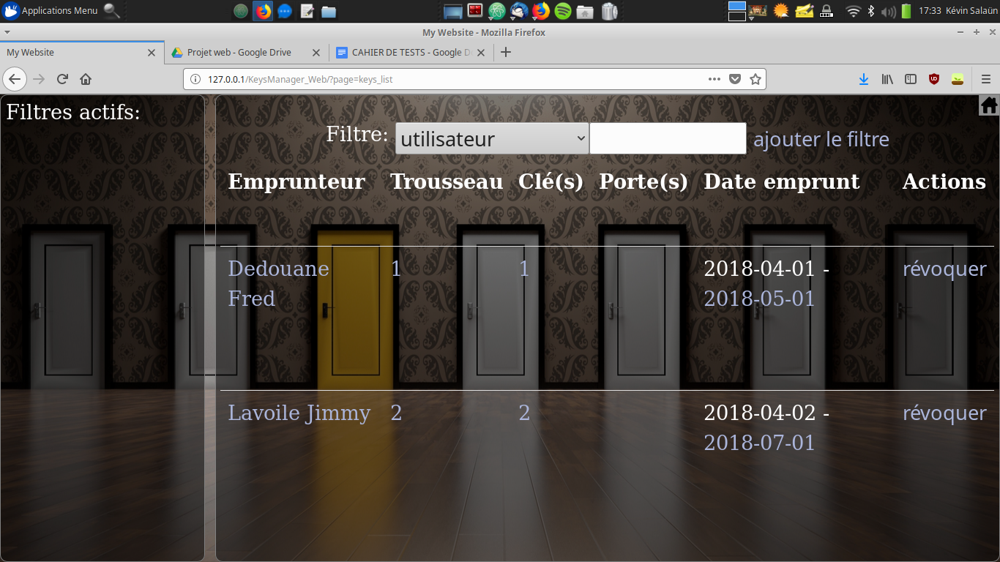 Applications Menu
17:33 Kévin Salaün
My Website - Mozilla Firefox
My Website
Projet web - Google Drive
CAHIER DE TESTS - Google D
127.0.0.1/KeysManager_Web/?page=keys_list
Filtres actifs:
Filtre: utilisateur ajouter le filtre
Emprunteur Trousseau Clé(s) Porte(s) Date emprunt Actions
Dedouane 1 1 2018-04-01 - révoquer
Fred 2018-05-01
Lavoile Jimmy 2 2 2018-04-02 - révoquer
2018-07-01